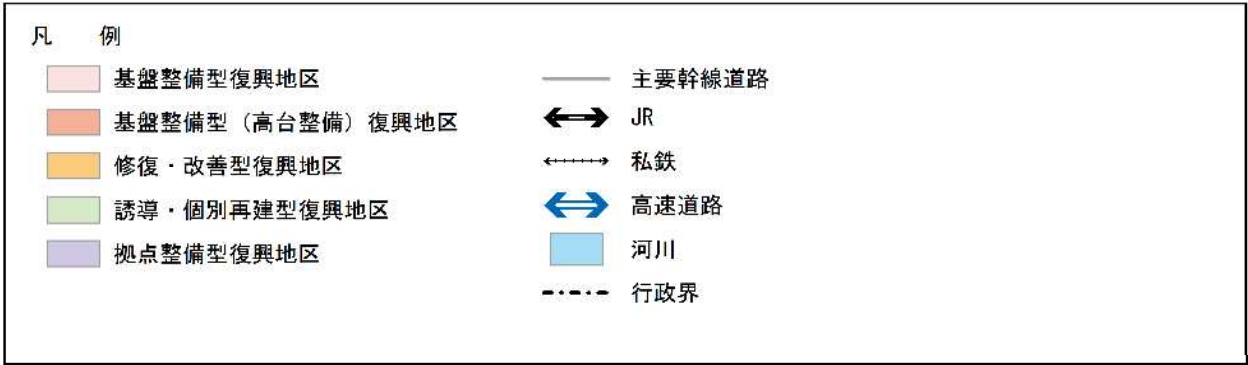 凡　例
基盤整備型復興地区
基盤整備型（高台整備）復興地区
修復・改善型復興地区
誘導・個別再建型復興地区
拠点整備型復興地区
主要幹線道路
JR
私鉄
高速道路
河川
行政界